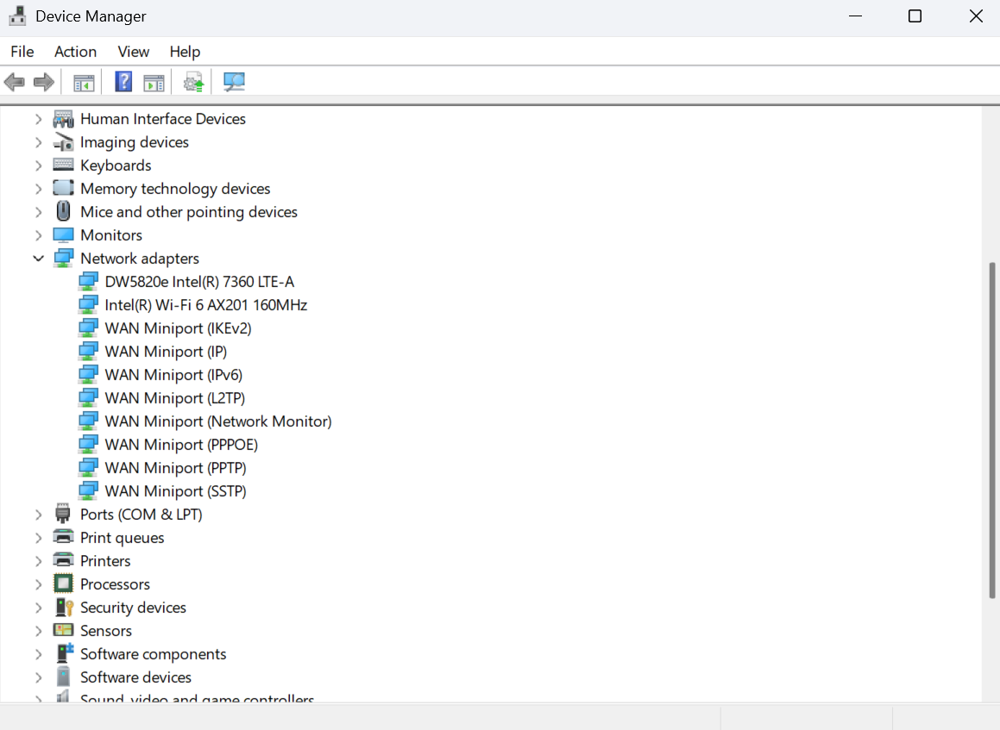 Device Manager
File Action View Help
Human Interface Devices
Imaging devices
Keyboards
Memory technology devices
Mice and other pointing devices
Monitors
Network adapters
DW5820e Intel(R) 7360 LTE-A
Intel(R) Wi-Fi 6 AX201 160MHz
WAN Miniport (IKEv2)
WAN Miniport (IP)
WAN Miniport (IPv6)
WAN Miniport (L2TP)
WAN Miniport (Network Monitor)
WAN Miniport (PPPOE)
WAN Miniport (PPTP)
WAN Miniport (SSTP)
Ports (COM & LPT)
Print queues
Printers
Processors
Security devices
Sensors
Software components
Software devices
Sound, video and game controllers